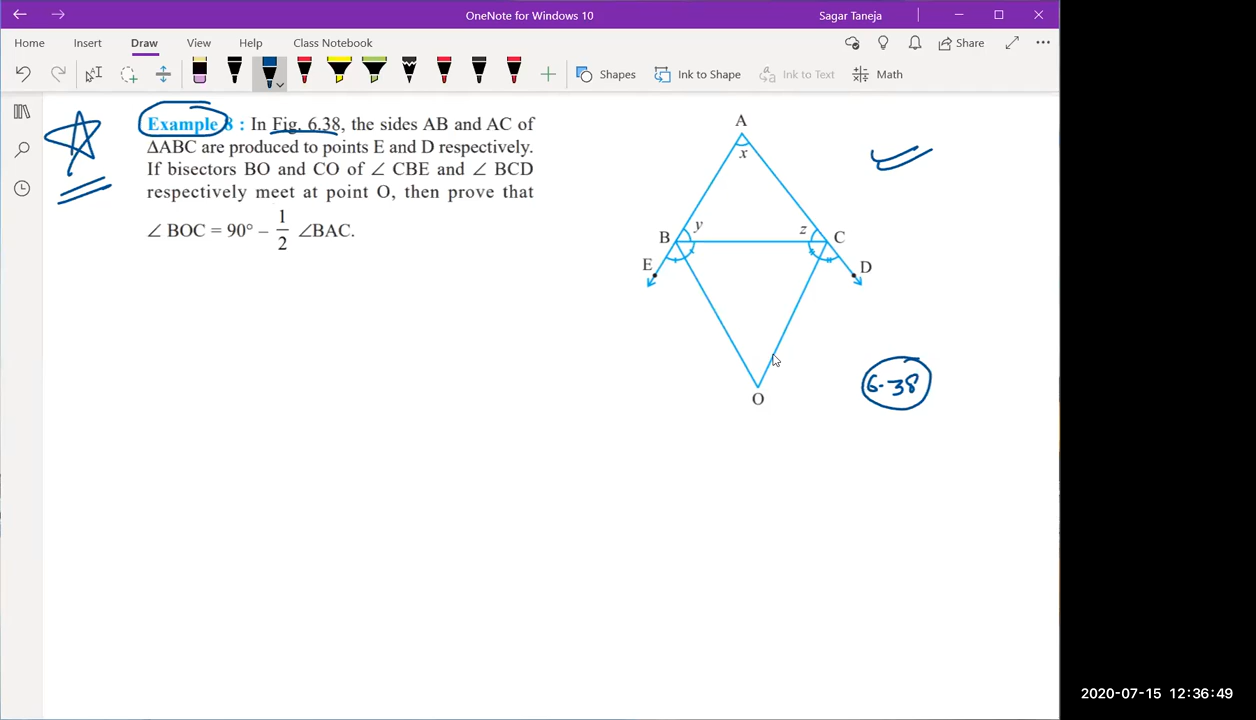 OneNote for Windows 10
Sagar Taneja
Home Insert Draw View Help Class Notebook
Share
Shapes
Ink to Shape
Ink to Text
Math
Example 8 : In Fig. 6.38, the sides AB and AC of
ΔABC are produced to points E and D respectively.
If bisectors BO and CO of ∠ CBE and ∠ BCD
respectively meet at point O, then prove that
∠ BOC = 90° – 1/2 ∠BAC.
A
x
y
z
B
C
E
D
6.38
O
2020-07-15 12:36:49